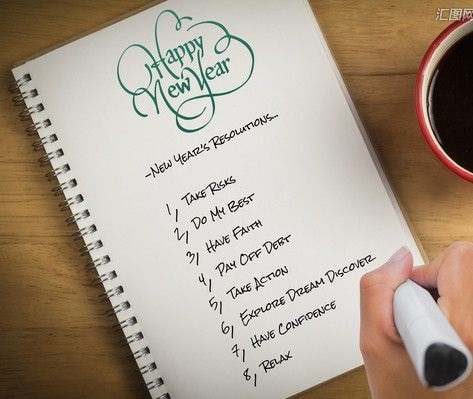 汇图网
Happy
New Year
-New Year's Resolutions...
1, Take Risks
2, Do My Best
3, Have Faith
4, Pay Off Debt
5, Take Action
6, Explore Dream Discover
7, Have Confidence
8, Relax